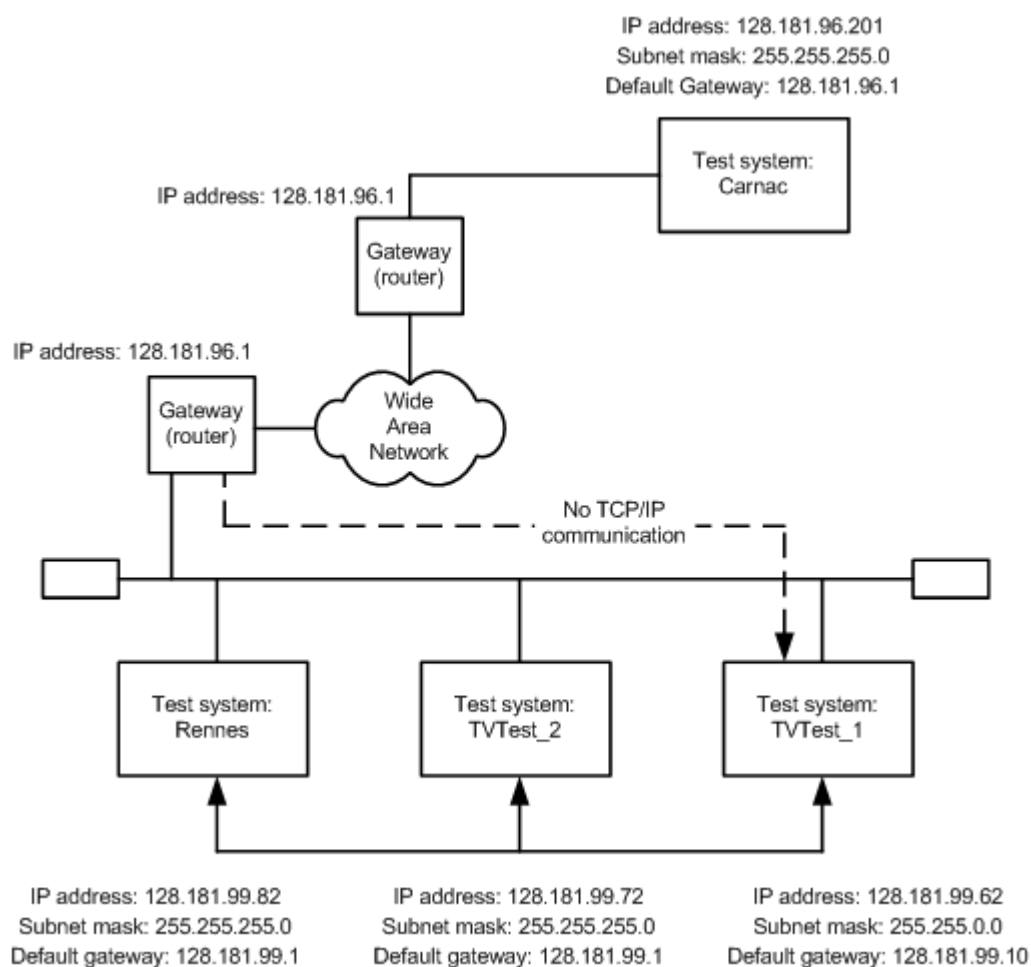 IP address: 128.181.96.201
Subnet mask: 255.255.255.0
Default Gateway: 128.181.96.1
Test system:
Carnac
IP address: 128.181.96.1
Gateway
(router)
IP address: 128.181.96.1
Gateway
(router)
Wide
Area
Network
No TCP/IP
communication
Test system:
Rennes
Test system:
TVTest_2
Test system:
TVTest_1
IP address: 128.181.99.82
Subnet mask: 255.255.255.0
Default gateway: 128.181.99.1
IP address: 128.181.99.72
Subnet mask: 255.255.255.0
Default gateway: 128.181.99.1
IP address: 128.181.99.62
Subnet mask: 255.255.0.0
Default gateway: 128.181.99.10